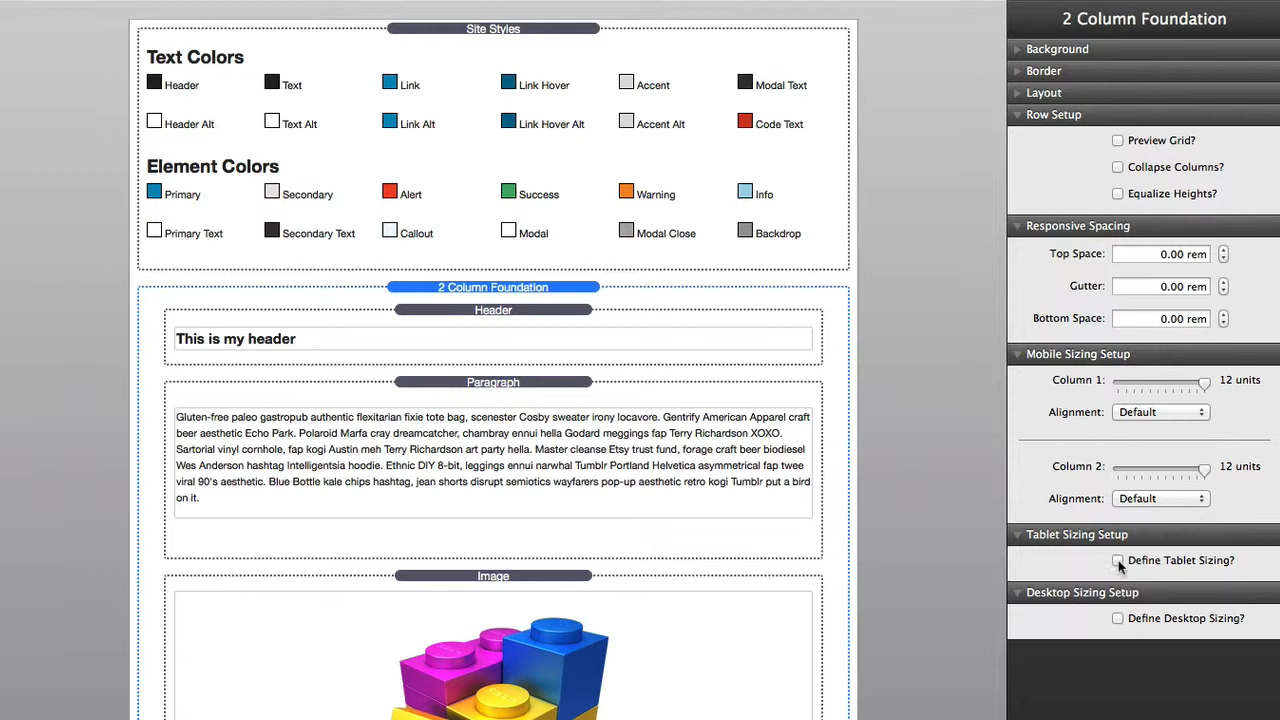 Site Styles
Text Colors
Header
Text
Link
Link Hover
Accent
Modal Text
Header Alt
Text Alt
Link Alt
Link Hover Alt
Accent Alt
Code Text
Element Colors
Primary
Secondary
Alert
Success
Warning
Info
Primary Text
Secondary Text
Callout
Modal
Modal Close
Backdrop
2 Column Foundation
Header
This is my header
Paragraph
Gluten-free paleo gastropub authentic flexitarian fixie tote bag, scenester Cosby sweater irony locavore. Gentrify American Apparel craft
beer aesthetic Echo Park. Polaroid Marfa cray dreamcatcher, chambray ennui hella Godard meggings fap Terry Richardson XOXO.
Sartorial vinyl cornhole, fap kogi Austin meh Terry Richardson art party hella. Master cleanse Etsy trust fund, forage craft beer biodiesel
Wes Anderson hashtag Intelligentsia hoodie. Ethnic DIY 8-bit, leggings ennui narwhal Tumblr Portland Helvetica asymmetrical fap twee
viral 90's aesthetic. Blue Bottle kale chips hashtag, jean shorts disrupt semiotics wayfarers pop-up aesthetic retro kogi Tumblr put a bird
on it.
Image
2 Column Foundation
Background
Border
Layout
Row Setup
Preview Grid?
Collapse Columns?
Equalize Heights?
Responsive Spacing
Top Space: 0.00 rem
Gutter: 0.00 rem
Bottom Space: 0.00 rem
Mobile Sizing Setup
Column 1: 12 units
Alignment: Default
Column 2: 12 units
Alignment: Default
Tablet Sizing Setup
Define Tablet Sizing?
Desktop Sizing Setup
Define Desktop Sizing?